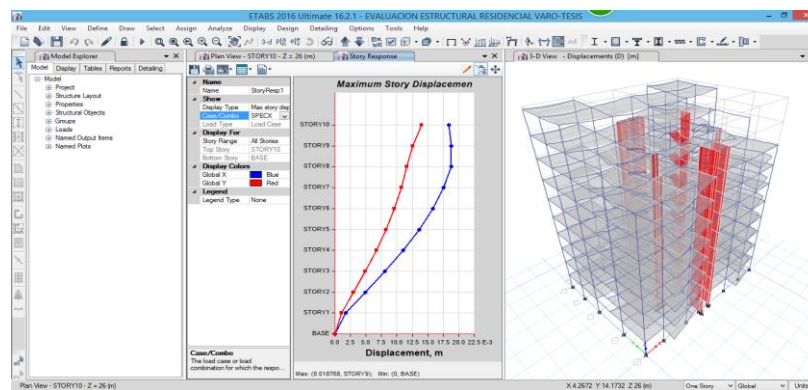 ETABS 2016 Ultimate 16.2.1 - EVALUACION ESTRUCTURAL RESIDENCIAL VARO-TESIS
File Edit View Define Draw Select Assign Analyze Display Design Detailing Options Tools Help
3-d
Model Explorer
Model Display Tables Reports Detailing
Model
Project
Structure Layout
Properties
Structural Objects
Groups
Loads
Named Output Items
Named Plots
Plan View - STORY10 - Z = 26 (m)
Story Response
Name
Name StoryResp1
Show
Display Type Max story disp
Case/Combo SPECX
Load Type Load Case
Display For
Story Range All Stories
Top Story STORY10
Bottom Story BASE
Display Colors
Global X Blue
Global Y Red
Legend
Legend Type None
Case/Combo
The load case or load
combination for which the respo...
Maximum Story Displacemen
STORY10
STORY9
STORY8
STORY7
STORY6
STORY5
STORY4
STORY3
STORY2
STORY1
BASE
0.0 2.5 5.0 7.5 10.0 12.5 15.0 17.5 20.0 22.5 E-3
Displacement, m
Max: (0.018768, STORY9); Min: (0, BASE)
3-D View - Displacements (D) [m]
Plan View - STORY10 - Z = 26 (m)
X 4.2672 Y 14.1732 Z 26 (m)
One Story
Global
Units